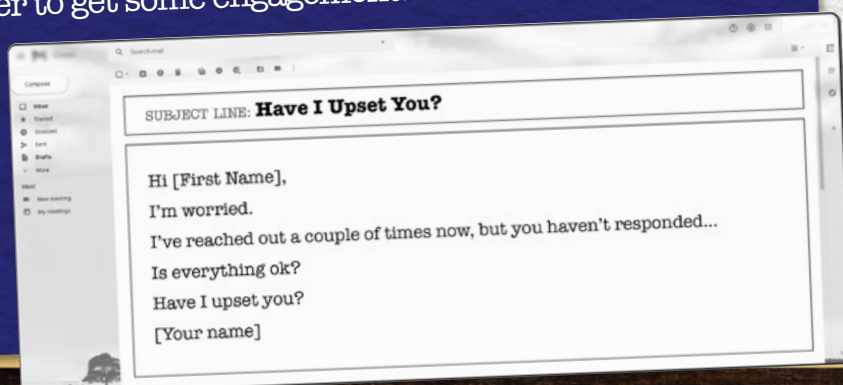 er to get some engagement
Search mail
Compose
Inbox
Starred
Snoozed
Sent
Drafts
More
Meet
New meeting
My meetings
SUBJECT LINE: Have I Upset You?
Hi [First Name],
I'm worried.
I've reached out a couple of times now, but you haven't responded...
Is everything ok?
Have I upset you?
[Your name]